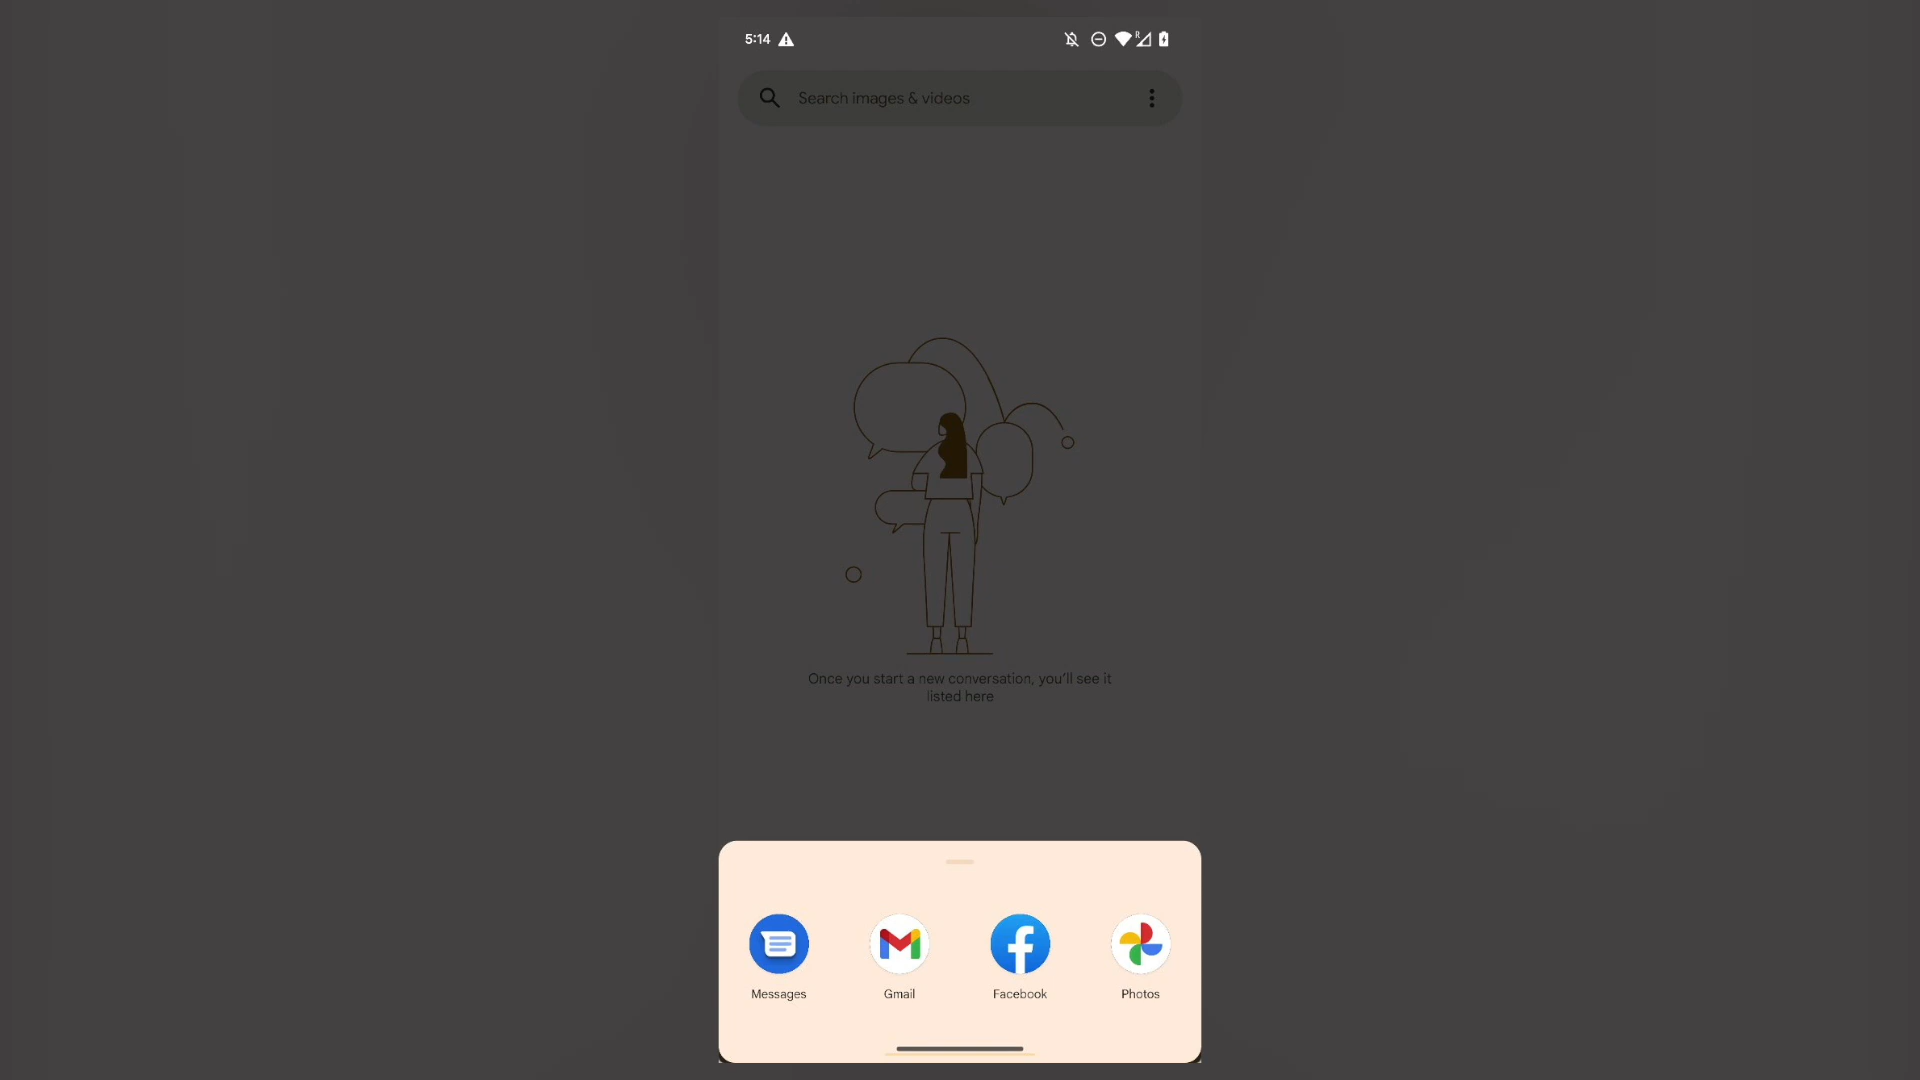 5:14
R
Search images & videos
Once you start a new conversation, you'll see it
listed here
Messages
Gmail
Facebook
Photos